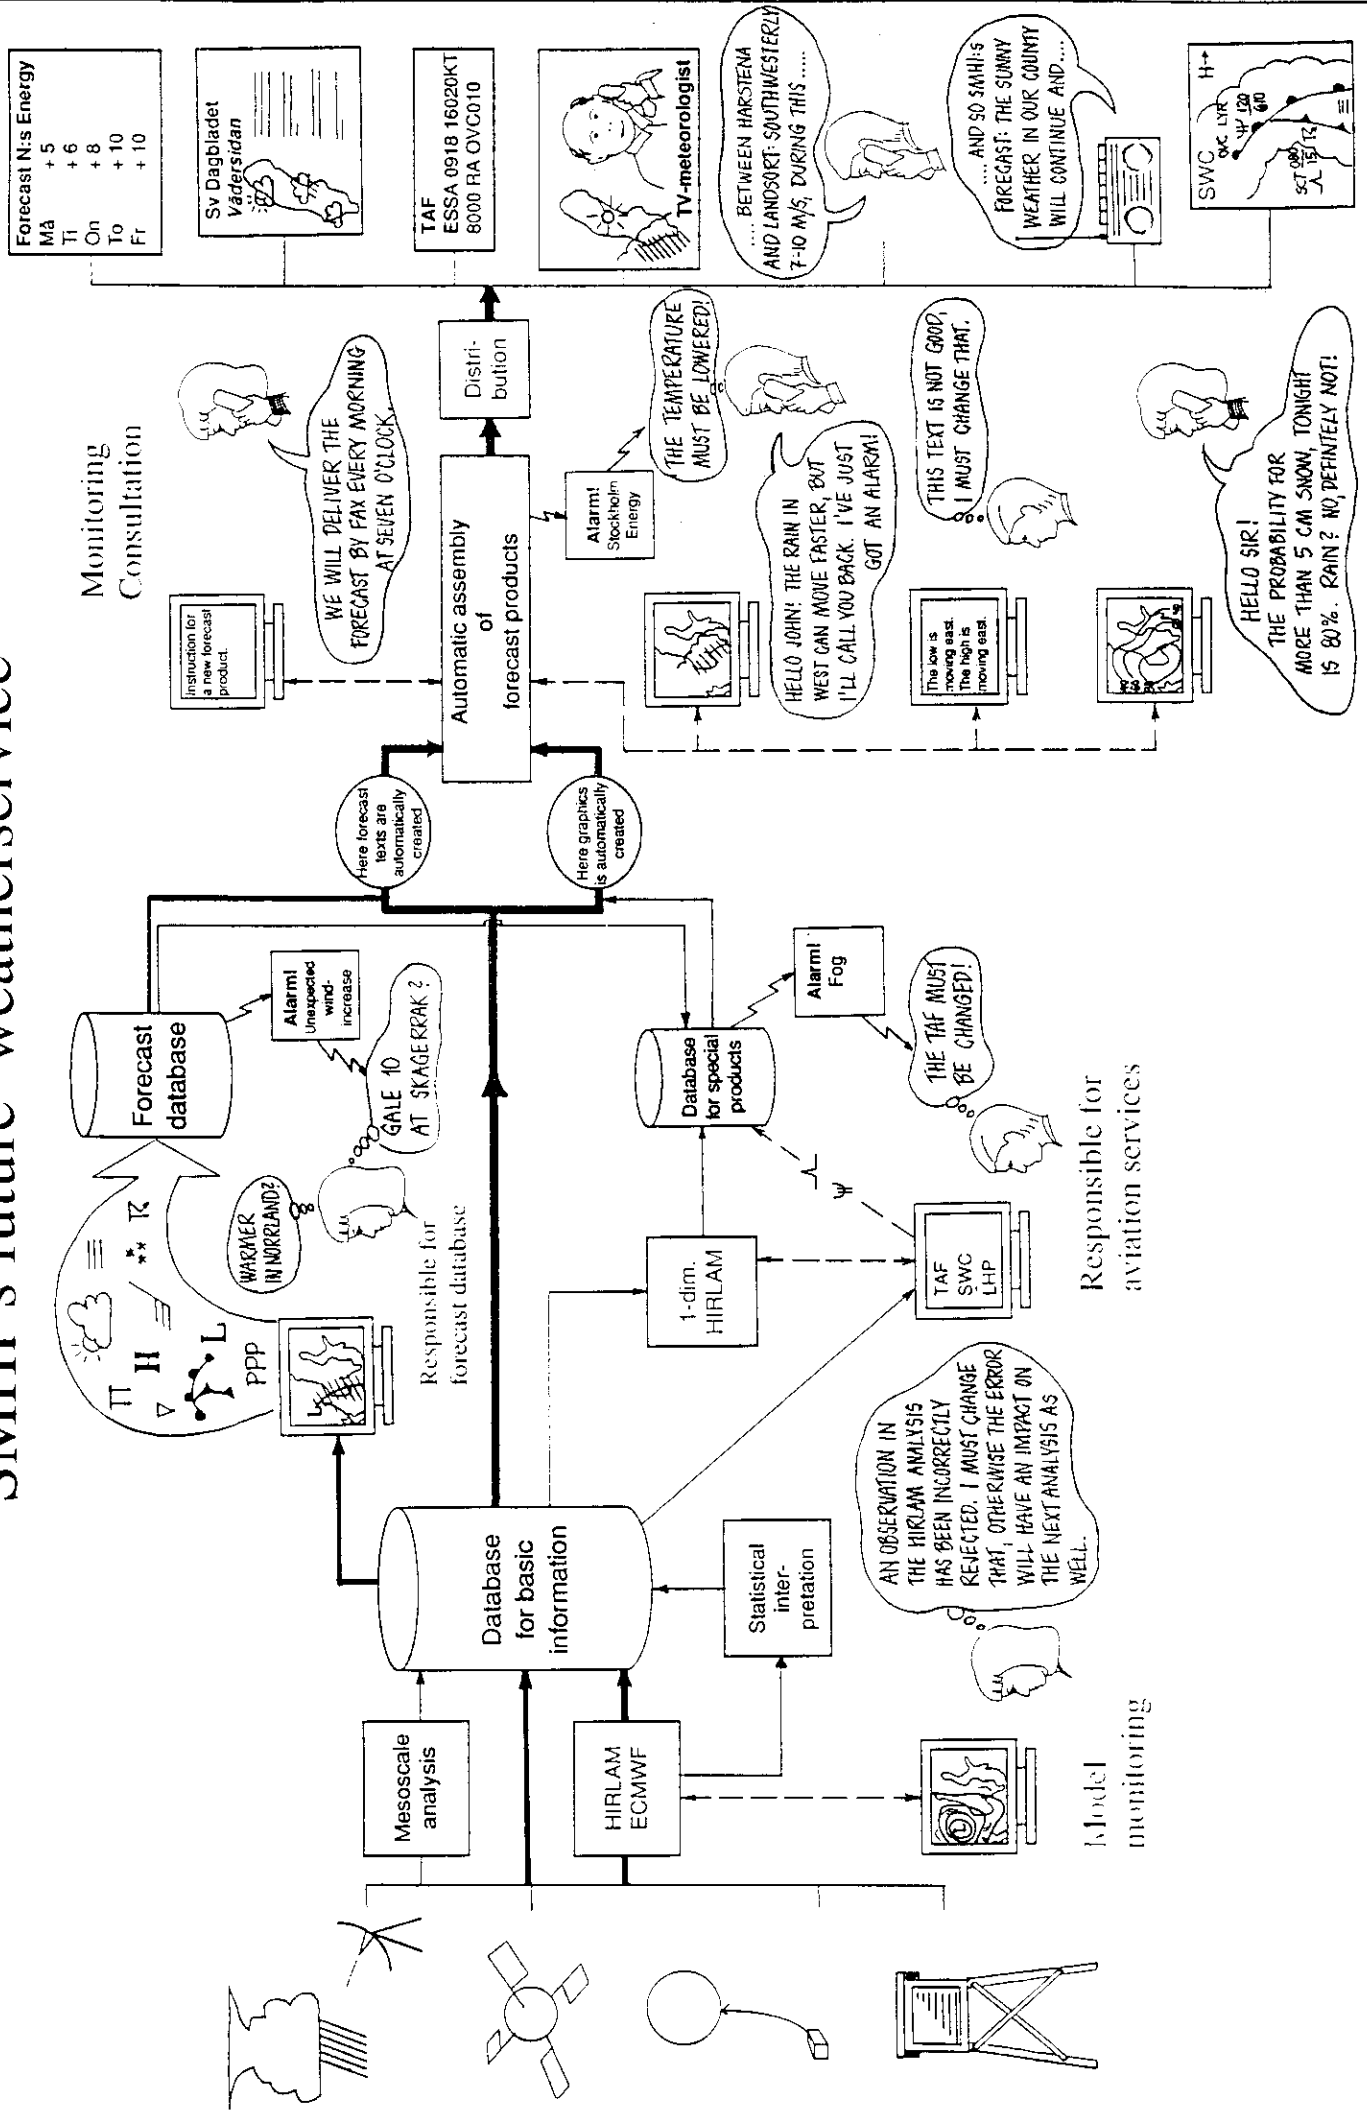 SMHI's future weatherservice
Mesoscale
analysis
HIRLAM
ECMWF
Model
monitoring
Database
for basic
information
Statistical
inter-
pretation
AN OBSERVATION IN
THE HIRLAM ANALYSIS
HAS BEEN INCORRECTLY
REJECTED. I MUST CHANGE
THAT, OTHERWISE THE ERROR
WILL HAVE AN IMPACT ON
THE NEXT ANALYSIS AS
WELL.
H
L
PPP
L
WARMER
IN NORRLAND?
GALE 10
AT SKAGERRAK?
Responsible for
forecast database
Forecast
database
Alarm!
Unexpected
wind-
increase
1-dim.
HIRLAM
TAF
SWC
LHP
Database
for special
products
Alarm!
Fog
THE TAF MUST
BE CHANGED!
Responsible for
aviation services
Here forecast
texts are
automatically
created
Here graphics
is automatically
created
Monitoring
Consultation
Instruction for
a new forecast
product.
WE WILL DELIVER THE
FORECAST BY FAX EVERY MORNING
AT SEVEN O'CLOCK.
Automatic assembly
of
forecast products
Distri-
bution
Alarm!
Stockholm
Energy
THE TEMPERATURE
MUST BE LOWERED!
HELLO JOHN! THE RAIN IN
WEST CAN MOVE FASTER, BUT
I'LL CALL YOU BACK. I'VE JUST
GOT AN ALARM!
The low is
moving east.
The high is
moving east.
THIS TEXT IS NOT GOOD,
I MUST CHANGE THAT.
HELLO SIR!
THE PROBABILITY FOR
MORE THAN 5 CM SNOW, TONIGHT
IS 80%. RAIN? NO, DEFINTELY NOT!
Forecast N:s Energy
Må +5
Ti +6
On +8
To +10
Fr +10
Sv Dagbladet
Vädersidan
TAF
ESSA 0918 16020KT
8000 RA OVC010
TV-meteorologist
..... BETWEEN HARSTENA
AND LANDSORT: SOUTHWESTERLY
7-10 M/S, DURING THIS .....
..... AND SO SMHI:S
FORECAST: THE SUNNY
WEATHER IN OUR COUNTY
WILL CONTINUE AND....
SWC
H→
OVC LYR
120
610
SCT 080
15